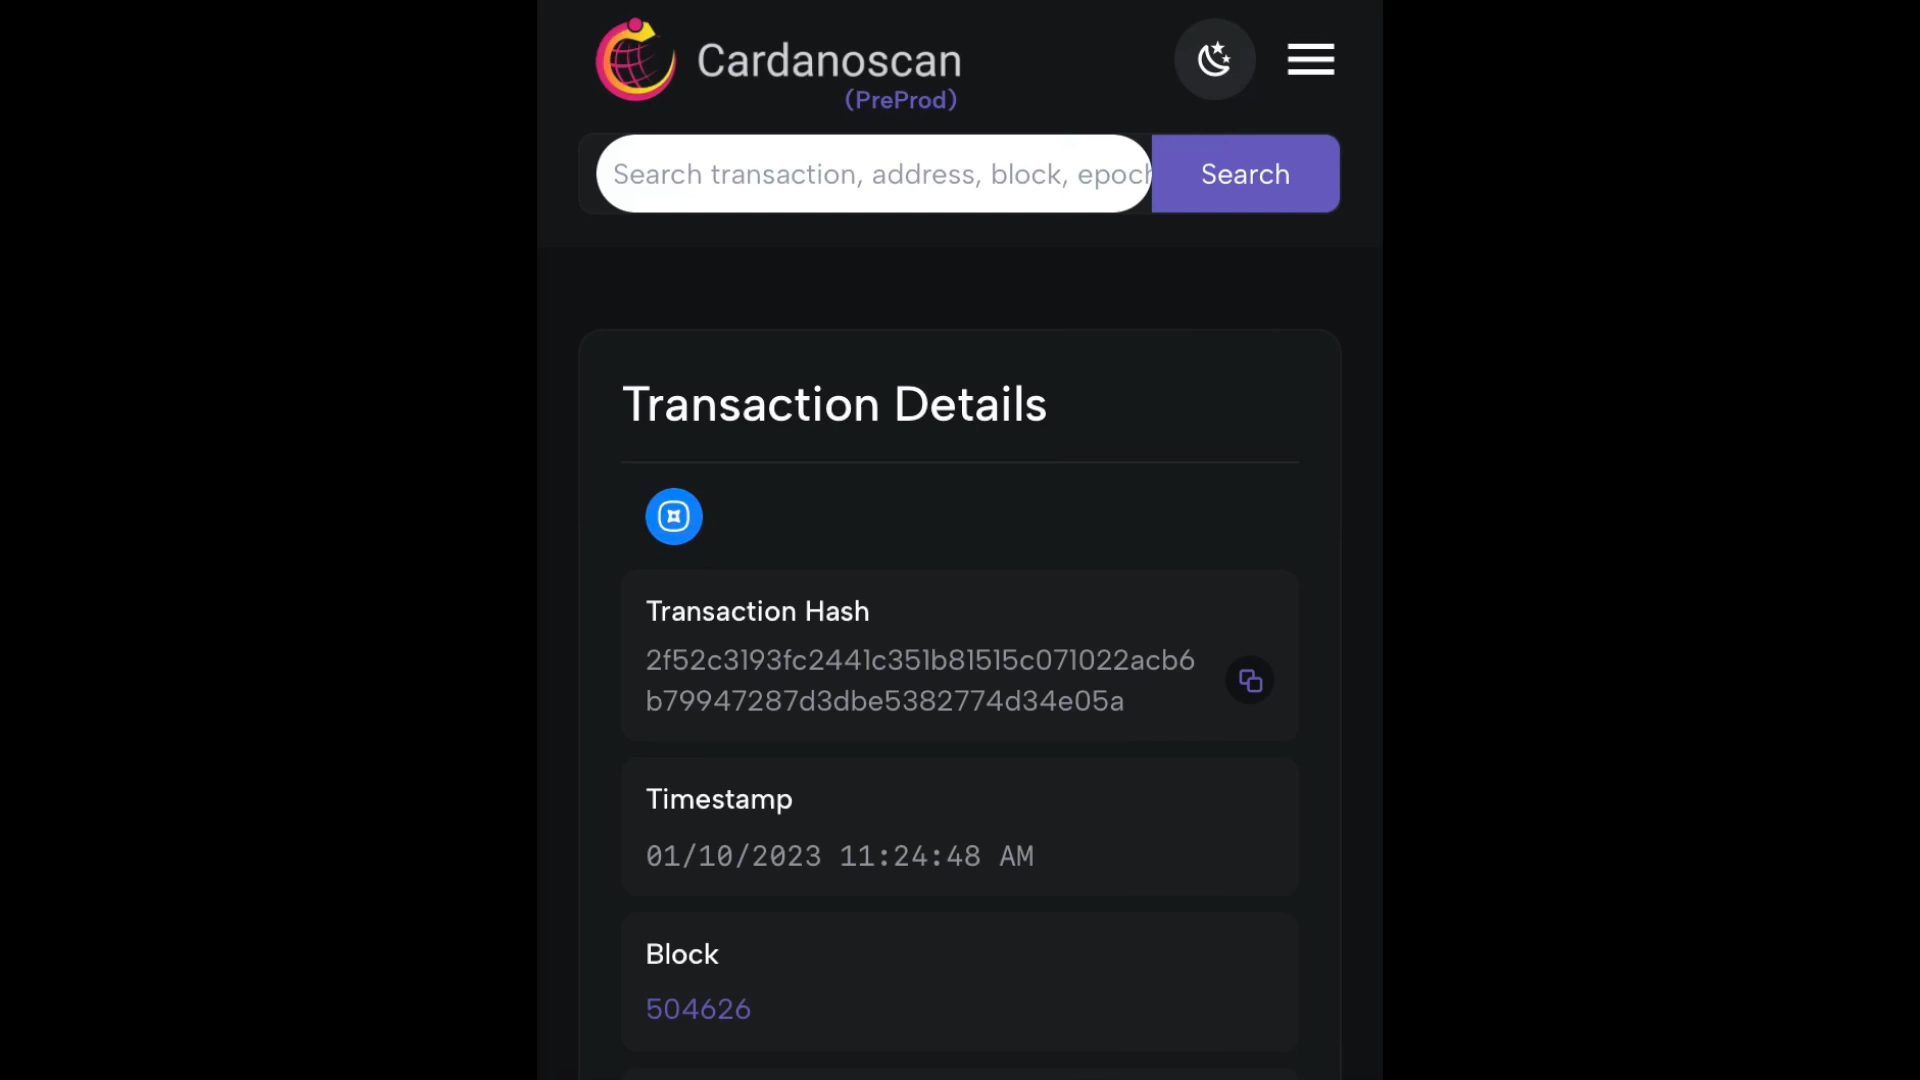 Cardanoscan
(PreProd)
Search transaction, address, block, epoch
Search
Transaction Details
Transaction Hash
2f52c3193fc2441c351b81515c071022acb6
b79947287d3dbe5382774d34e05a
Timestamp
01/10/2023 11:24:48 AM
Block
504626